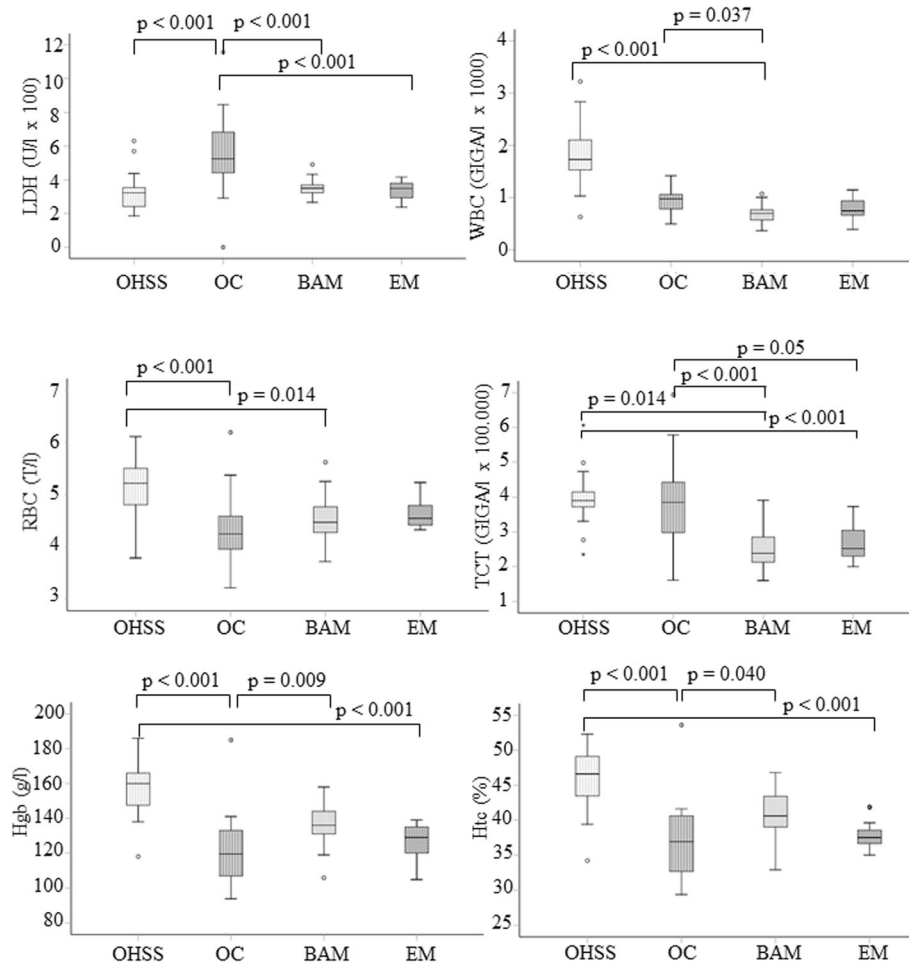 p < 0.001 p < 0.001
p < 0.001
LDH (U/l x 100)
12
10
8
6
4
2
0
OHSS OC BAM EM
p = 0.037
p < 0.001
WBC (GIGA/l x 1000)
4
3
2
1
0
OHSS OC BAM EM
p < 0.001
p = 0.014
RBC (T/l)
7
6
5
4
3
OHSS OC BAM EM
p = 0.05
p < 0.001
p = 0.014
p < 0.001
TCT (GIGA/l x 100.000)
7
6
5
4
3
2
1
OHSS OC BAM EM
p < 0.001 p = 0.009
p < 0.001
Hgb (g/l)
200
180
160
140
120
100
80
OHSS OC BAM EM
p < 0.001 p = 0.040
p < 0.001
Htc (%)
55
50
45
40
35
30
25
OHSS OC BAM EM